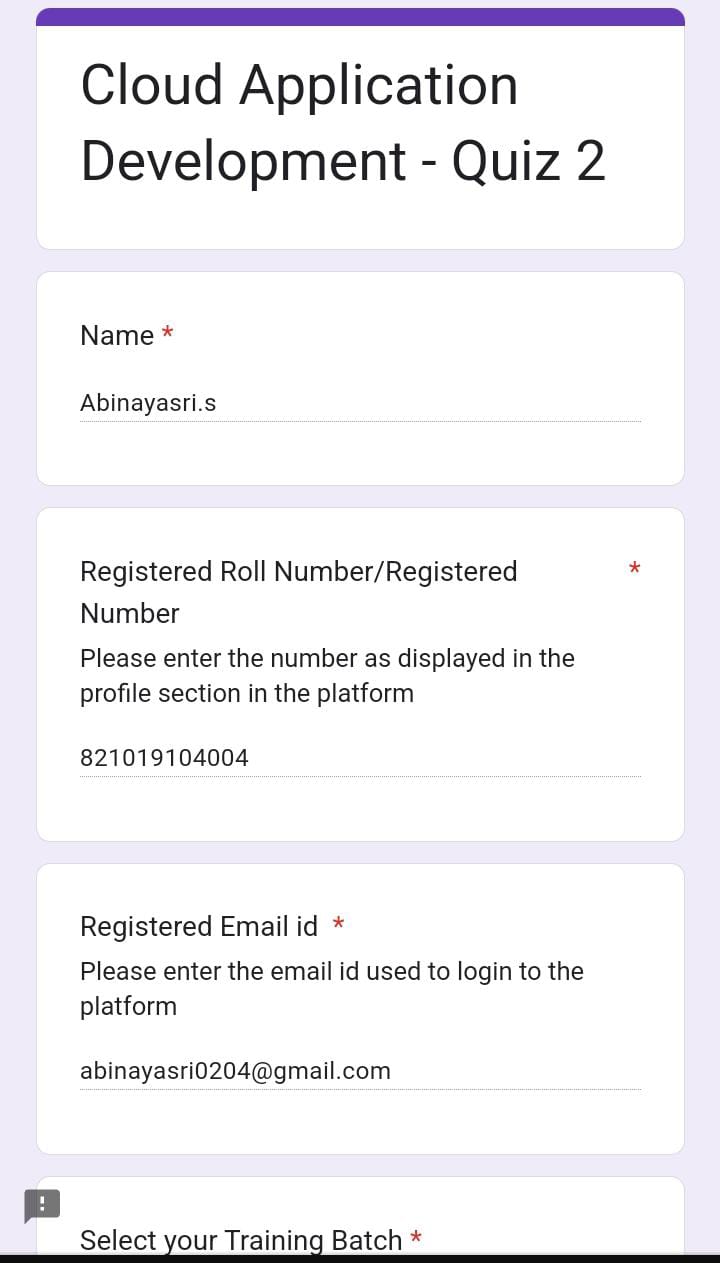 Cloud Application
Development - Quiz 2
Name *
Abinayasri.s
Registered Roll Number/Registered *
Number
Please enter the number as displayed in the
profile section in the platform
821019104004
Registered Email id *
Please enter the email id used to login to the
platform
abinayasri0204@gmail.com
Select your Training Batch *